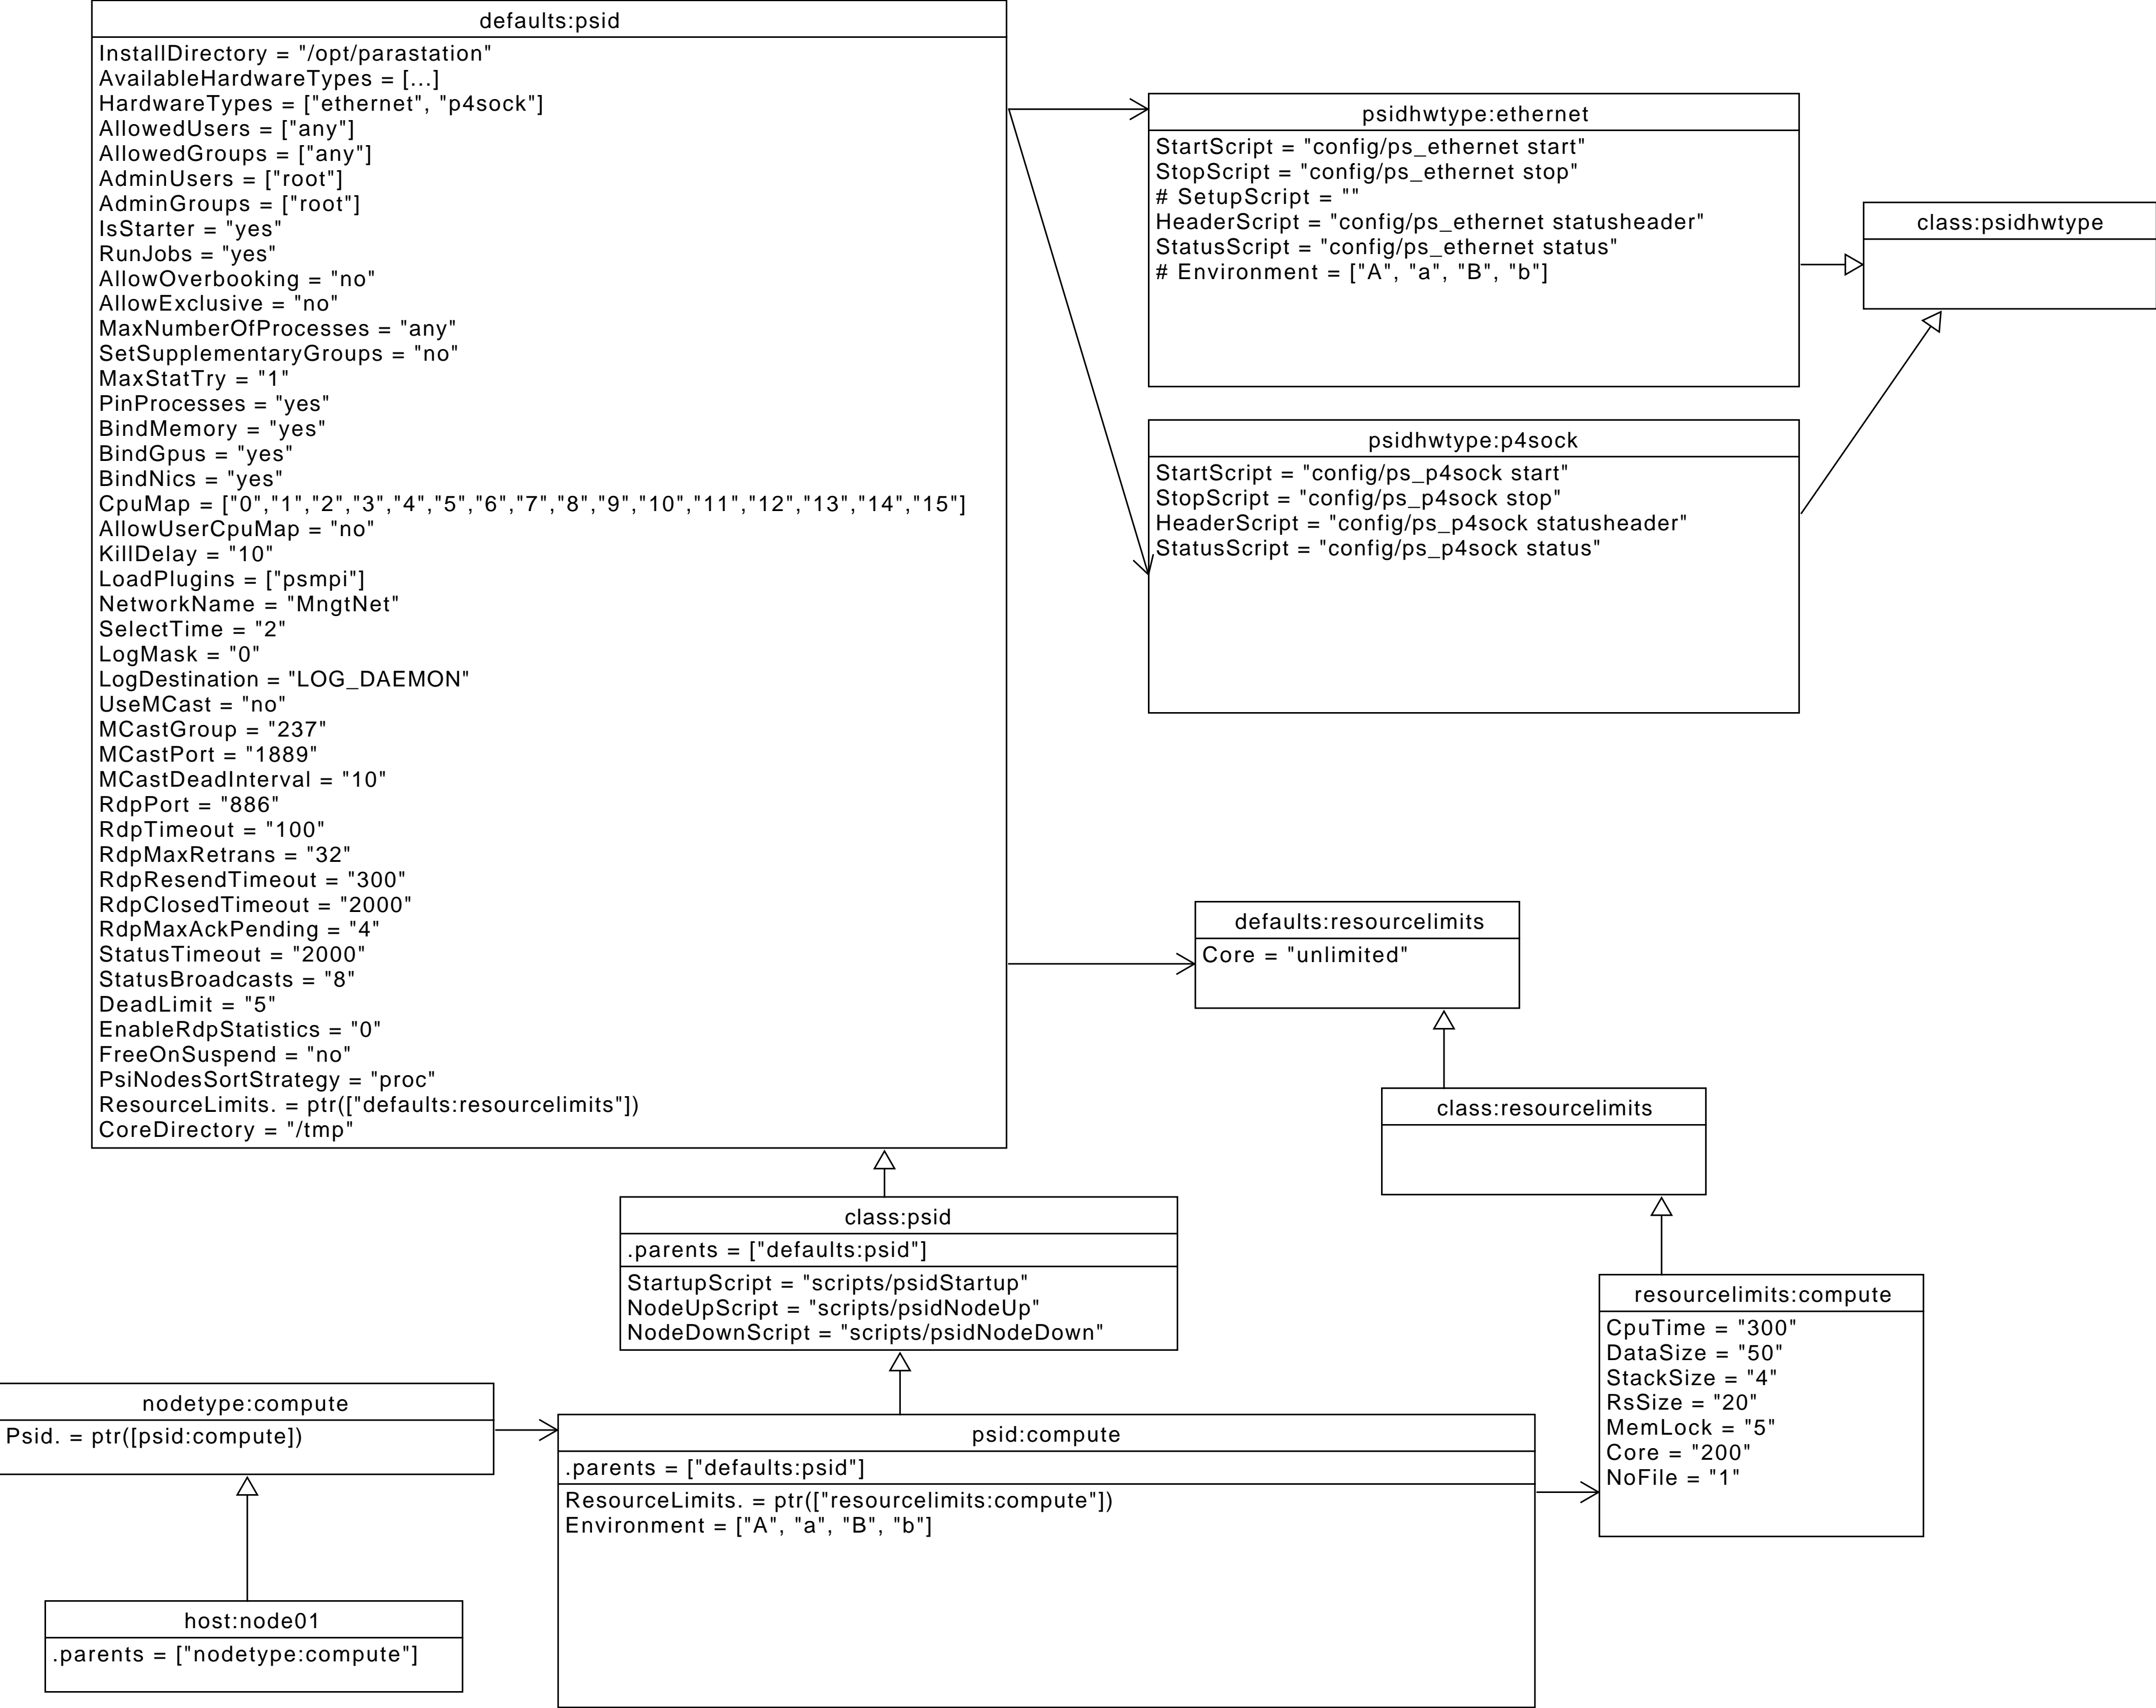 defaults:psid
InstallDirectory = "/opt/parastation"
AvailableHardwareTypes = [...]
HardwareTypes = ["ethernet", "p4sock"]
AllowedUsers = ["any"]
AllowedGroups = ["any"]
AdminUsers = ["root"]
AdminGroups = ["root"]
IsStarter = "yes"
RunJobs = "yes"
AllowOverbooking = "no"
AllowExclusive = "no"
MaxNumberOfProcesses = "any"
SetSupplementaryGroups = "no"
MaxStatTry = "1"
PinProcesses = "yes"
BindMemory = "yes"
BindGpus = "yes"
BindNics = "yes"
CpuMap = ["0","1","2","3","4","5","6","7","8","9","10","11","12","13","14","15"]
AllowUserCpuMap = "no"
KillDelay = "10"
LoadPlugins = ["psmpi"]
NetworkName = "MngtNet"
SelectTime = "2"
LogMask = "0"
LogDestination = "LOG_DAEMON"
UseMCast = "no"
MCastGroup = "237"
MCastPort = "1889"
MCastDeadInterval = "10"
RdpPort = "886"
RdpTimeout = "100"
RdpMaxRetrans = "32"
RdpResendTimeout = "300"
RdpClosedTimeout = "2000"
RdpMaxAckPending = "4"
StatusTimeout = "2000"
StatusBroadcasts = "8"
DeadLimit = "5"
EnableRdpStatistics = "0"
FreeOnSuspend = "no"
PsiNodesSortStrategy = "proc"
ResourceLimits. = ptr(["defaults:resourcelimits"])
CoreDirectory = "/tmp"
psidhwtype:ethernet
StartScript = "config/ps_ethernet start"
StopScript = "config/ps_ethernet stop"
# SetupScript = ""
HeaderScript = "config/ps_ethernet statusheader"
StatusScript = "config/ps_ethernet status"
# Environment = ["A", "a", "B", "b"]
class:psidhwtype
psidhwtype:p4sock
StartScript = "config/ps_p4sock start"
StopScript = "config/ps_p4sock stop"
HeaderScript = "config/ps_p4sock statusheader"
StatusScript = "config/ps_p4sock status"
defaults:resourcelimits
Core = "unlimited"
class:resourcelimits
class:psid
.parents = ["defaults:psid"]
StartupScript = "scripts/psidStartup"
NodeUpScript = "scripts/psidNodeUp"
NodeDownScript = "scripts/psidNodeDown"
resourcelimits:compute
CpuTime = "300"
DataSize = "50"
StackSize = "4"
RsSize = "20"
MemLock = "5"
Core = "200"
NoFile = "1"
nodetype:compute
Psid. = ptr([psid:compute])
psid:compute
.parents = ["defaults:psid"]
ResourceLimits. = ptr(["resourcelimits:compute"])
Environment = ["A", "a", "B", "b"]
host:node01
.parents = ["nodetype:compute"]